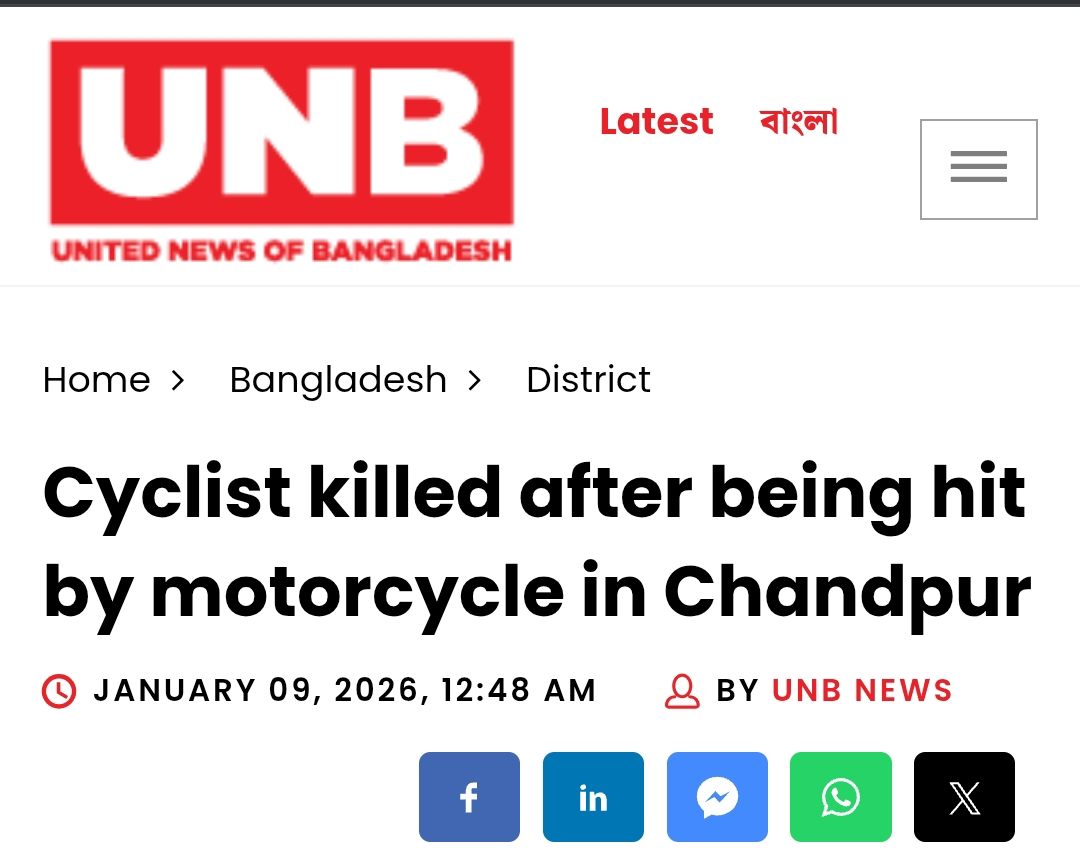 UNB
UNITED NEWS OF BANGLADESH
Latest বাংলা
Home > Bangladesh > District
Cyclist killed after being hit
by motorcycle in Chandpur
JANUARY 09, 2026, 12:48 AM BY UNB NEWS
f in X